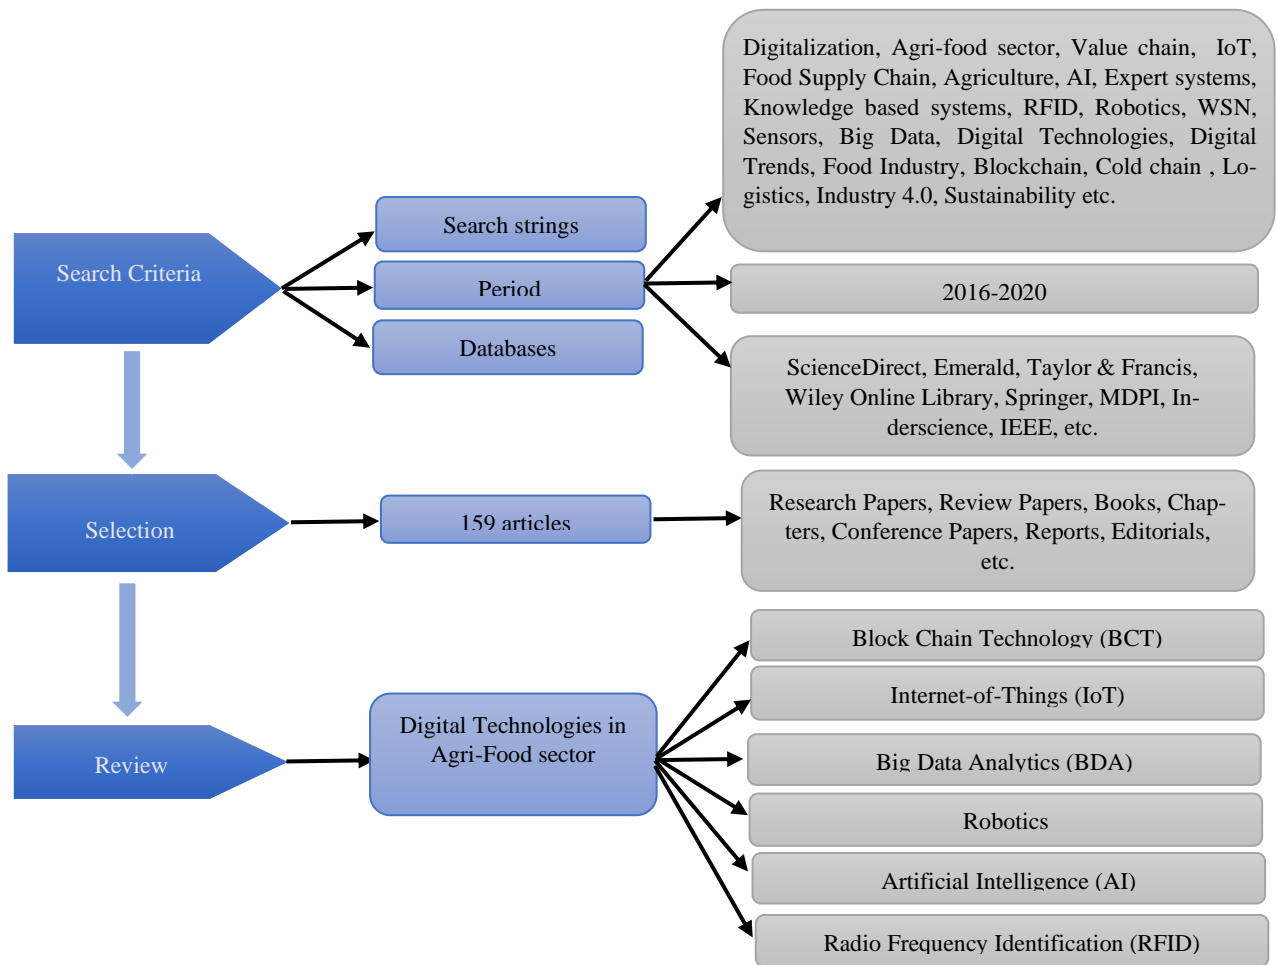 Digitalization, Agri-food sector, Value chain, IoT,
Food Supply Chain, Agriculture, AI, Expert systems,
Knowledge based systems, RFID, Robotics, WSN,
Sensors, Big Data, Digital Technologies, Digital
Trends, Food Industry, Blockchain, Cold chain , Lo-
gistics, Industry 4.0, Sustainability etc.
Search strings
Search Criteria
Period
2016-2020
Databases
ScienceDirect, Emerald, Taylor & Francis,
Wiley Online Library, Springer, MDPI, In-
derscience, IEEE, etc.
Selection
159 articles
Research Papers, Review Papers, Books, Chap-
ters, Conference Papers, Reports, Editorials,
etc.
Review
Digital Technologies in
Agri-Food sector
Block Chain Technology (BCT)
Internet-of-Things (IoT)
Big Data Analytics (BDA)
Robotics
Artificial Intelligence (AI)
Radio Frequency Identification (RFID)